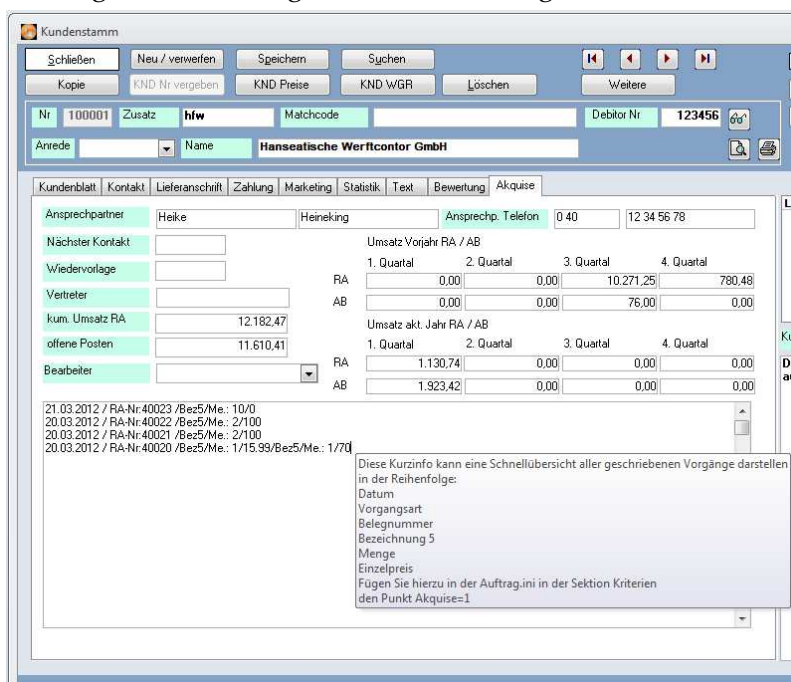 Kundenstamm
Schließen Neu / verwerfen Speichern Suchen
Kopie KND Nr vergeben KND Preise KND WGR Löschen Weitere
Nr 100001 Zusatz hfw Matchcode Debitor Nr 123456
Anrede Name Hanseatische Werftcontor GmbH
Kundenblatt Kontakt Lieferanschrift Zahlung Marketing Statistik Text Bewertung Akquise
Ansprechpartner Heike Heineking Ansprechp. Telefon 0 40 12 34 56 78
Nächster Kontakt Umsatz Vorjahr RA / AB
Wiedervorlage 1. Quartal 2. Quartal 3. Quartal 4. Quartal
RA 0,00 0,00 10.271,25 780,48
Vertreter AB 0,00 0,00 76,00 0,00
kum. Umsatz RA 12.182,47 Umsatz akt. Jahr RA / AB
offene Posten 11.610,41 1. Quartal 2. Quartal 3. Quartal 4. Quartal
Bearbeiter RA 1.130,74 0,00 0,00 0,00
AB 1.923,42 0,00 0,00 0,00
21.03.2012 / RA-Nr:40023 /Bez5/Me.: 10/0
20.03.2012 / RA-Nr:40022 /Bez5/Me.: 2/100
20.03.2012 / RA-Nr:40021 /Bez5/Me.: 2/100
20.03.2012 / RA-Nr:40020 /Bez5/Me.: 1/15.99/Bez5/Me.: 1/70
Diese Kurzinfo kann eine Schnellübersicht aller geschriebenen Vorgänge darstellen
in der Reihenfolge:
Datum
Vorgangsart
Belegnummer
Bezeichnung 5
Menge
Einzelpreis
Fügen Sie hierzu in der Auftrag.ini in der Sektion Kriterien
den Punkt Akquise=1